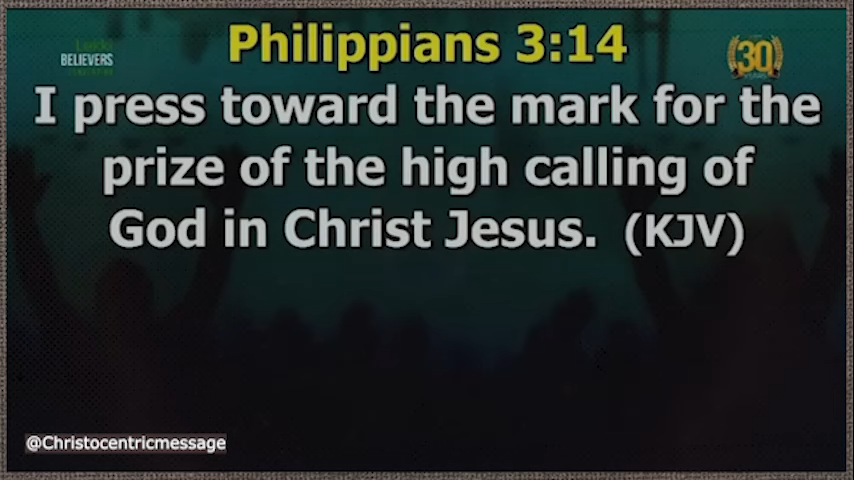 Philippians 3:14
BELIEVERS
30
I press toward the mark for the
prize of the high calling of
God in Christ Jesus. (KJV)
@Christocentricmessage